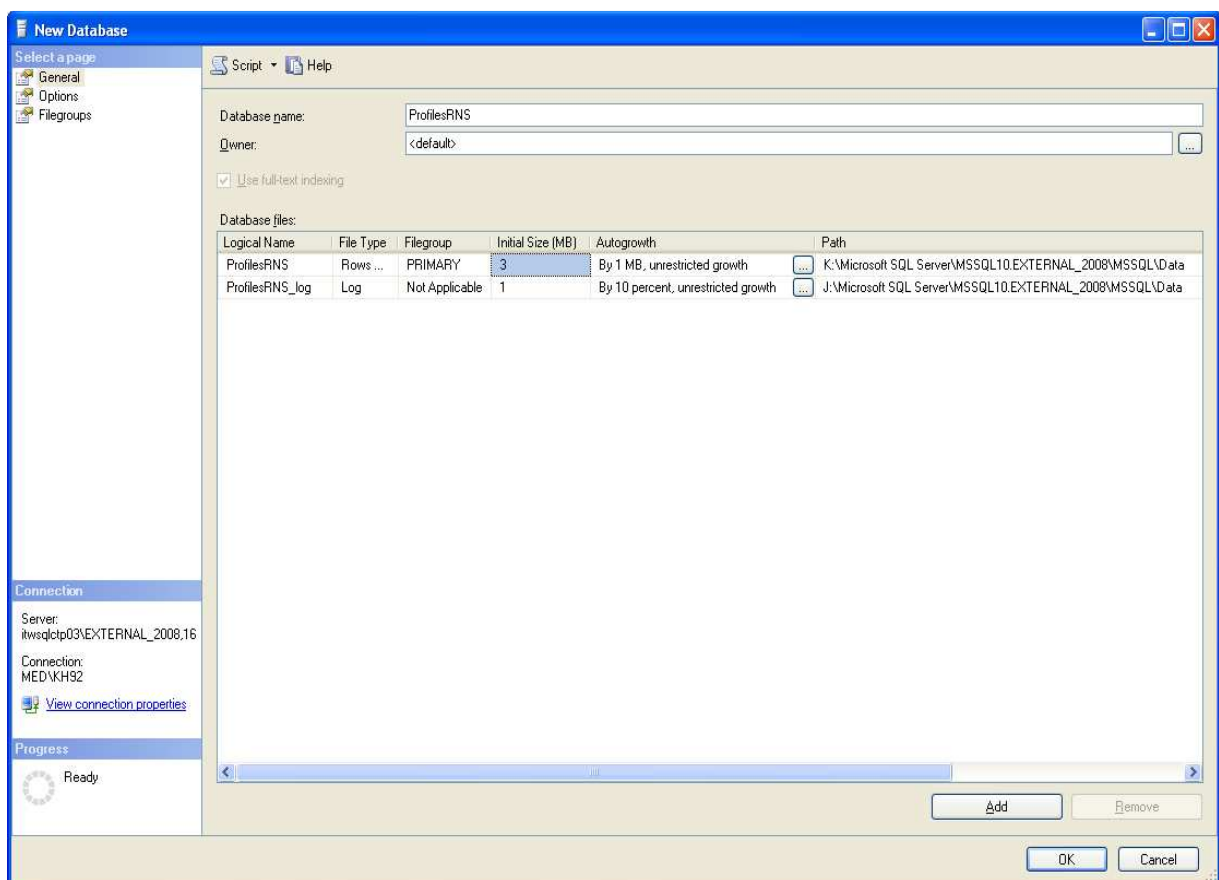 New Database
Select a page
General
Options
Filegroups
Script Help
Database name: ProfilesRNS
Owner: <default> ...
Use full-text indexing
Database files:
Logical Name File Type Filegroup Initial Size (MB) Autogrowth Path
ProfilesRNS Rows ... PRIMARY 3 By 1 MB, unrestricted growth ... K:\Microsoft SQL Server\MSSQL10.EXTERNAL_2008\MSSQL\Data
ProfilesRNS_log Log Not Applicable 1 By 10 percent, unrestricted growth ... J:\Microsoft SQL Server\MSSQL10.EXTERNAL_2008\MSSQL\Data
Connection
Server:
itwsqlctp03\EXTERNAL_2008,16
Connection:
MED\KH92
View connection properties
Progress
Ready
Add Remove
OK Cancel